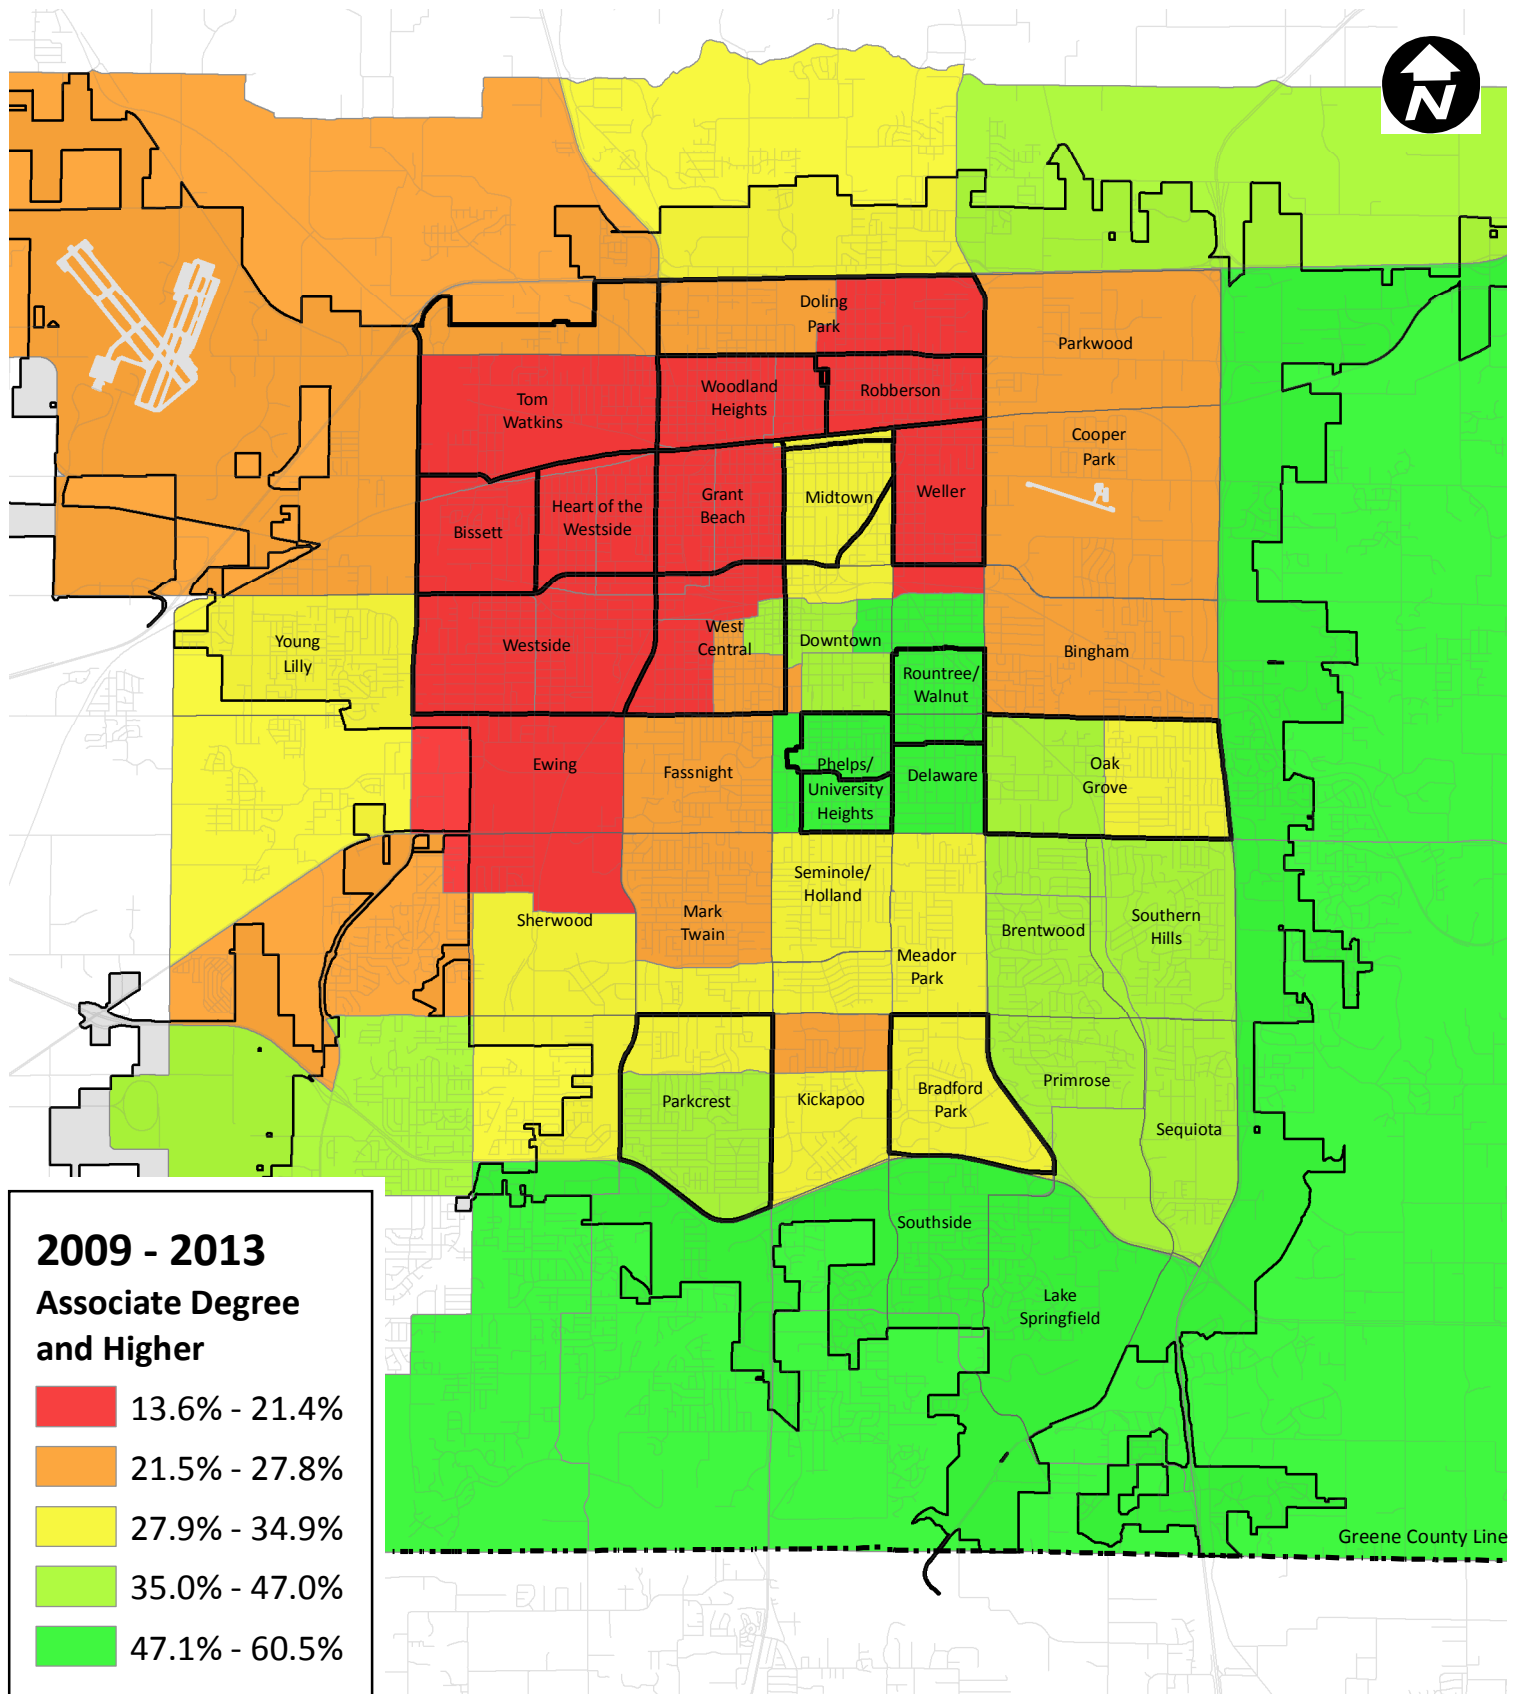 N
Doling
Park
Parkwood
Tom
Watkins
Woodland
Heights
Robberson
Cooper
Park
Bissett
Heart of the
Westside
Grant
Beach
Midtown
Weller
Young
Lilly
Westside
West
Central
Downtown
Rountree/
Walnut
Bingham
Ewing
Fassnight
Phelps/
University
Heights
Delaware
Oak
Grove
Sherwood
Mark
Twain
Seminole/
Holland
Meador
Park
Brentwood
Southern
Hills
Parkcrest
Kickapoo
Bradford
Park
Primrose
Sequiota
Southside
Lake
Springfield
Greene County Line
2009 - 2013
Associate Degree
and Higher
13.6% - 21.4%
21.5% - 27.8%
27.9% - 34.9%
35.0% - 47.0%
47.1% - 60.5%